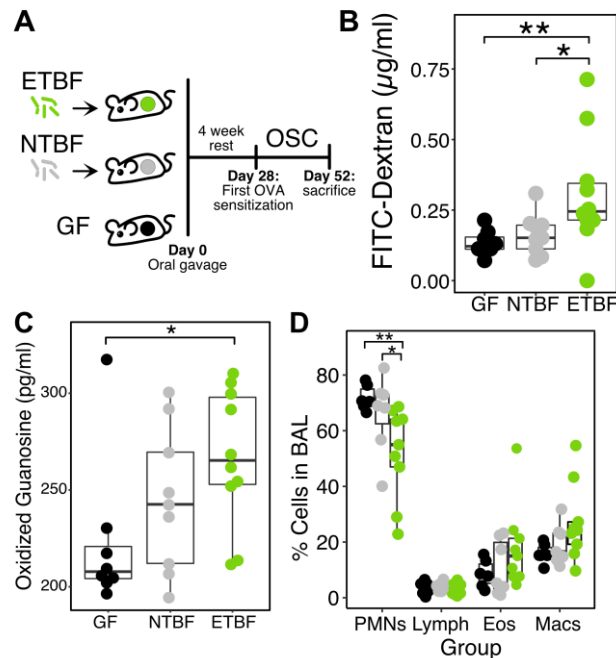 A
ETBF
NTBF
GF
4 week
rest
OSC
Day 28:
First OVA
sensitization
Day 52:
sacrifice
Day 0
Oral gavage
B
**
*
FITC-Dextran (µg/ml)
0.75
0.50
0.25
0.00
GF NTBF ETBF
C
*
Oxidized Guanosine (pg/ml)
300
250
200
GF NTBF ETBF
D
**
*
% Cells in BAL
80
60
40
20
0
PMNs Lymph Eos Macs
Group